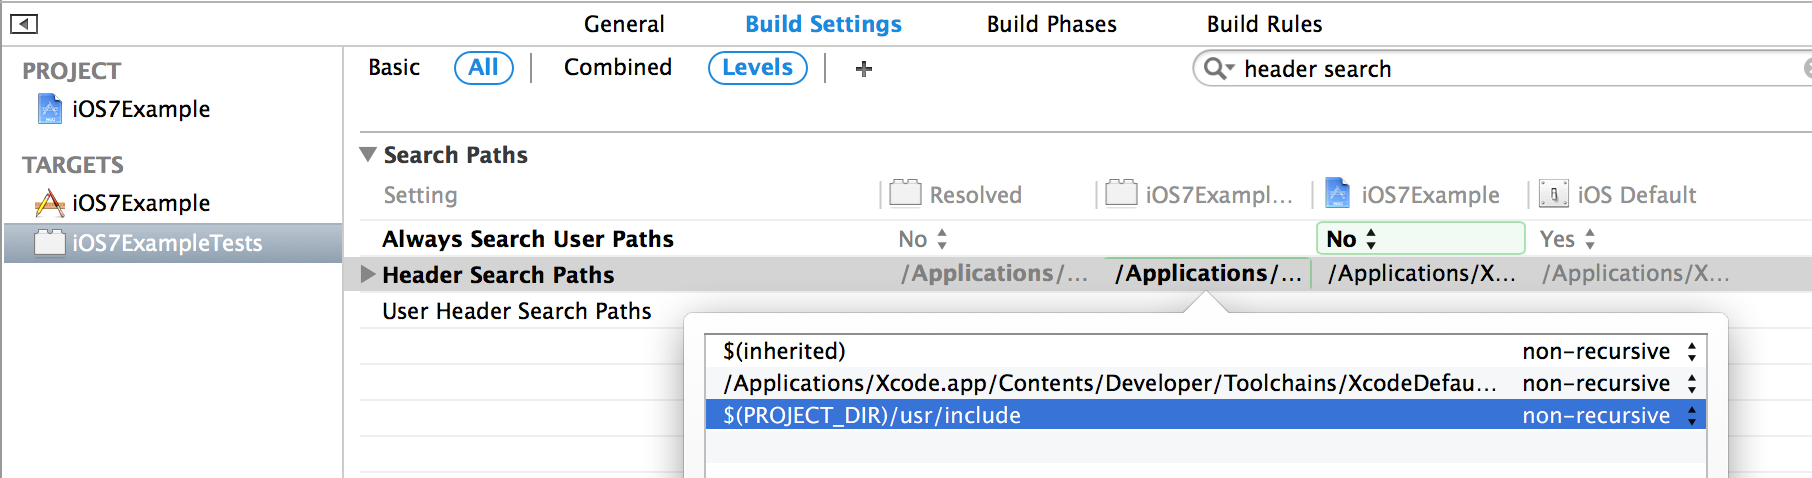 General Build Settings Build Phases Build Rules
PROJECT
iOS7Example
TARGETS
iOS7Example
iOS7ExampleTests
Basic All Combined Levels + header search
Search Paths
Setting Resolved iOS7Exampl... iOS7Example iOS Default
Always Search User Paths No No Yes
Header Search Paths /Applications/... /Applications/... /Applications/X... /Applications/X...
User Header Search Paths
$(inherited) non-recursive
/Applications/Xcode.app/Contents/Developer/Toolchains/XcodeDefau... non-recursive
$(PROJECT_DIR)/usr/include non-recursive